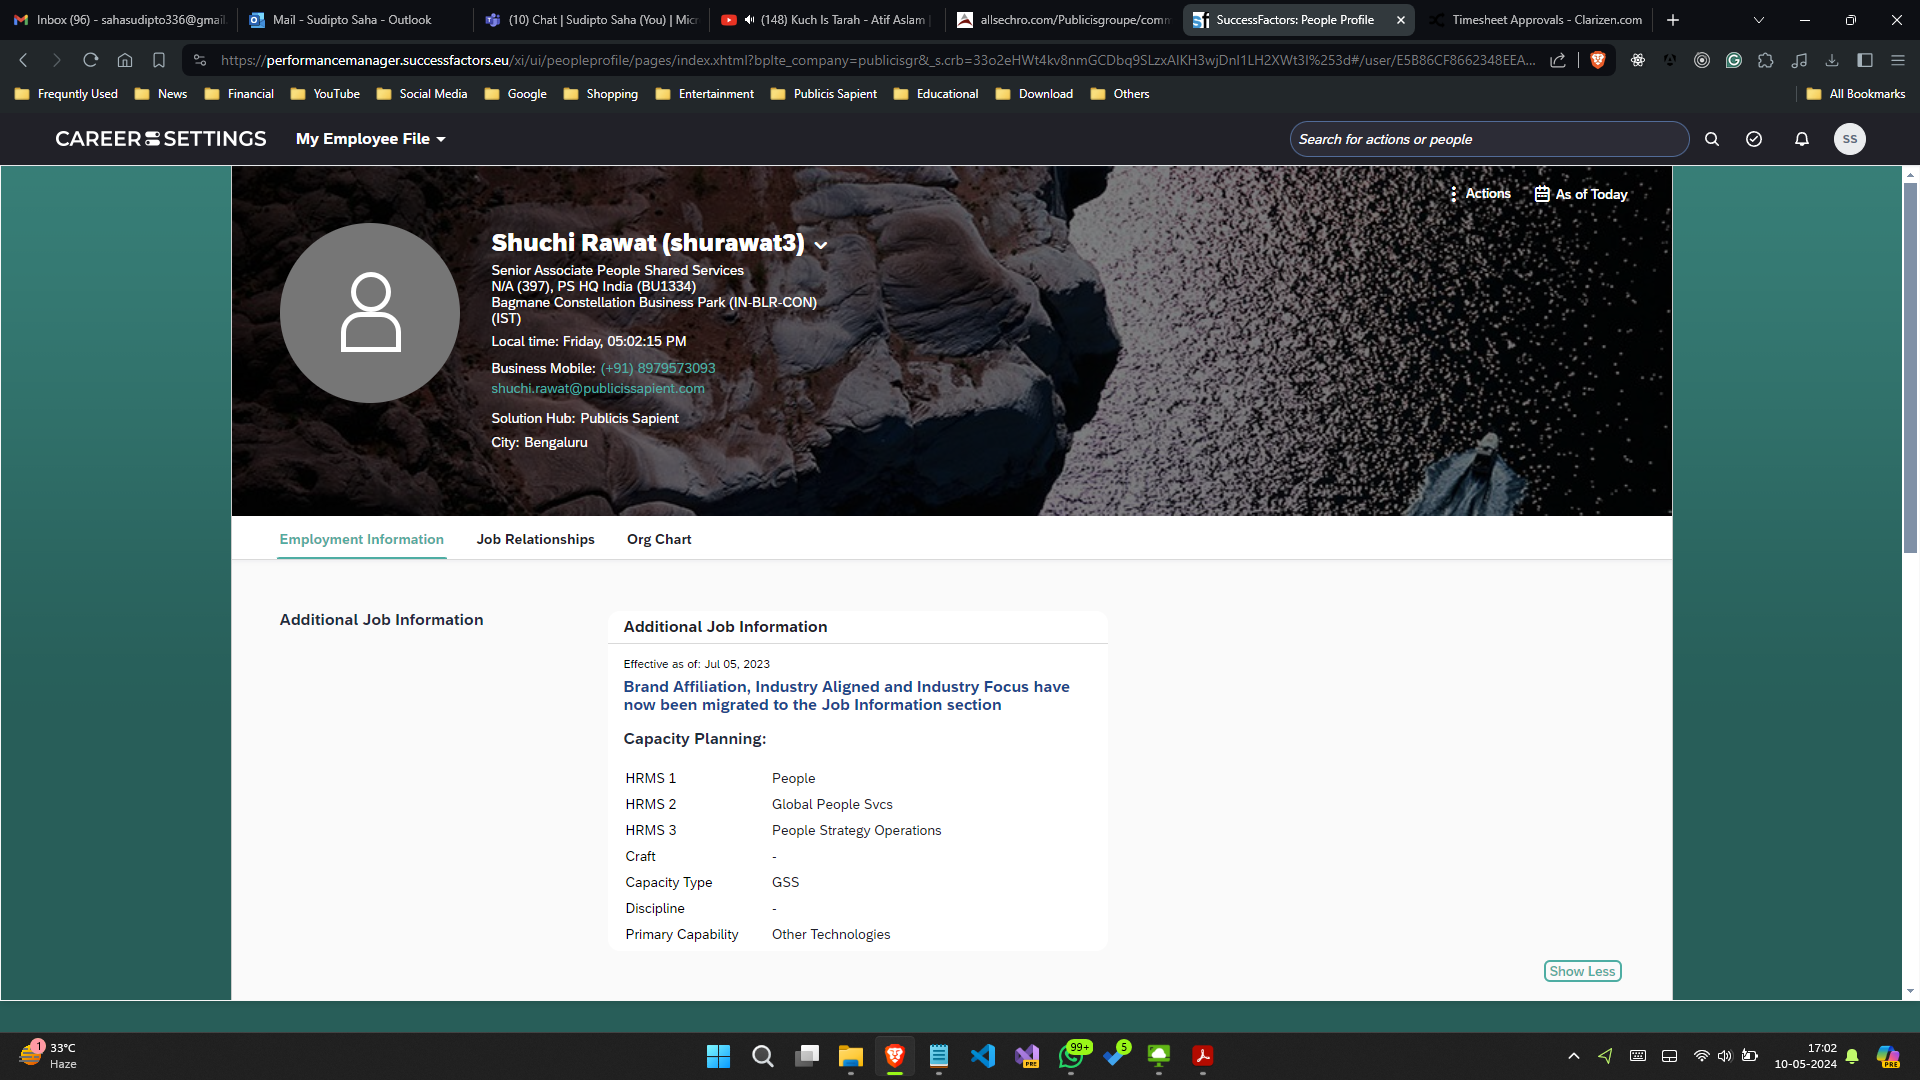 Inbox (96) - sahasudipto336@gmail.
Mail - Sudipto Saha - Outlook
(10) Chat | Sudipto Saha (You) | Micr
(148) Kuch Is Tarah - Atif Aslam |
allsechro.com/Publicisgroupe/comm
SuccessFactors: People Profile
Timesheet Approvals - Clarizen.com
https://performancemanager.successfactors.eu/xi/ui/peopleprofile/pages/index.xhtml?bplte_company=publicisgr&_s.crb=33o2eHWt4kv8nmGCDbq9SLzxAIKH3wjDnI1LH2XWt3I%253d#/user/E5B86CF8662348EEA...
Frequntly Used
News
Financial
YouTube
Social Media
Google
Shopping
Entertainment
Publicis Sapient
Educational
Download
Others
All Bookmarks
CAREER SETTINGS
My Employee File
Search for actions or people
SS
Actions
As of Today
Shuchi Rawat (shurawat3)
Senior Associate People Shared Services
N/A (397), PS HQ India (BU1334)
Bagmane Constellation Business Park (IN-BLR-CON)
(IST)
Local time: Friday, 05:02:15 PM
Business Mobile: (+91) 8979573093
shuchi.rawat@publicissapient.com
Solution Hub: Publicis Sapient
City: Bengaluru
Employment Information
Job Relationships
Org Chart
Additional Job Information
Additional Job Information
Effective as of: Jul 05, 2023
Brand Affiliation, Industry Aligned and Industry Focus have
now been migrated to the Job Information section
Capacity Planning:
HRMS 1 People
HRMS 2 Global People Svcs
HRMS 3 People Strategy Operations
Craft -
Capacity Type GSS
Discipline -
Primary Capability Other Technologies
Show Less
1
33°C
Haze
PRE
99+
5
17:02
10-05-2024
PRE